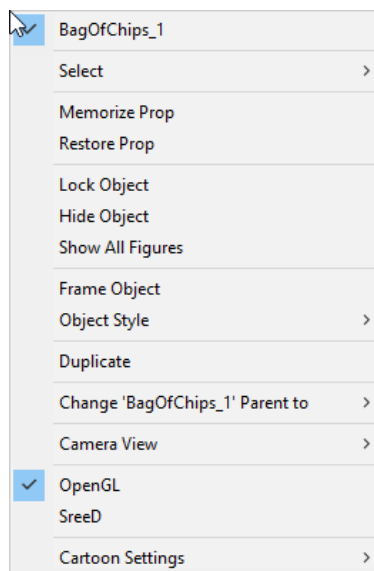 BagOfChips_1
Select
Memorize Prop
Restore Prop
Lock Object
Hide Object
Show All Figures
Frame Object
Object Style
Duplicate
Change 'BagOfChips_1' Parent to
Camera View
OpenGL
SreeD
Cartoon Settings